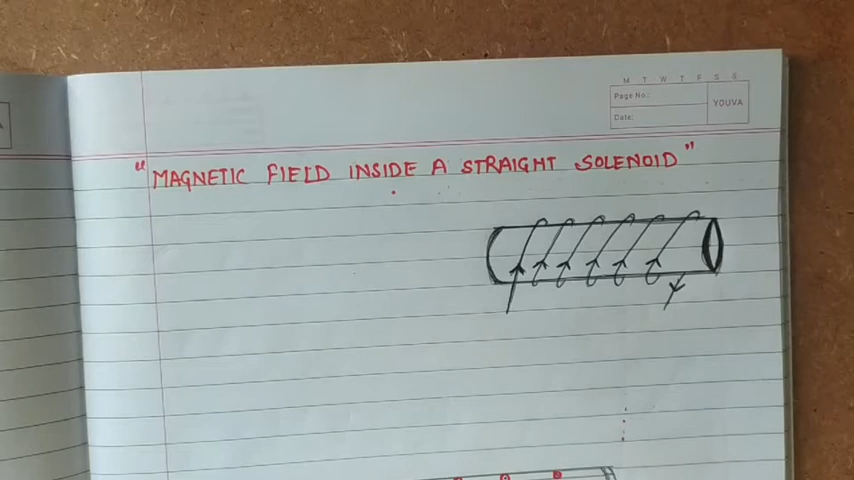 M T W T F S S
Page No.:
YOUVA
Date:
"MAGNETIC FIELD INSIDE A STRAIGHT SOLENOID"